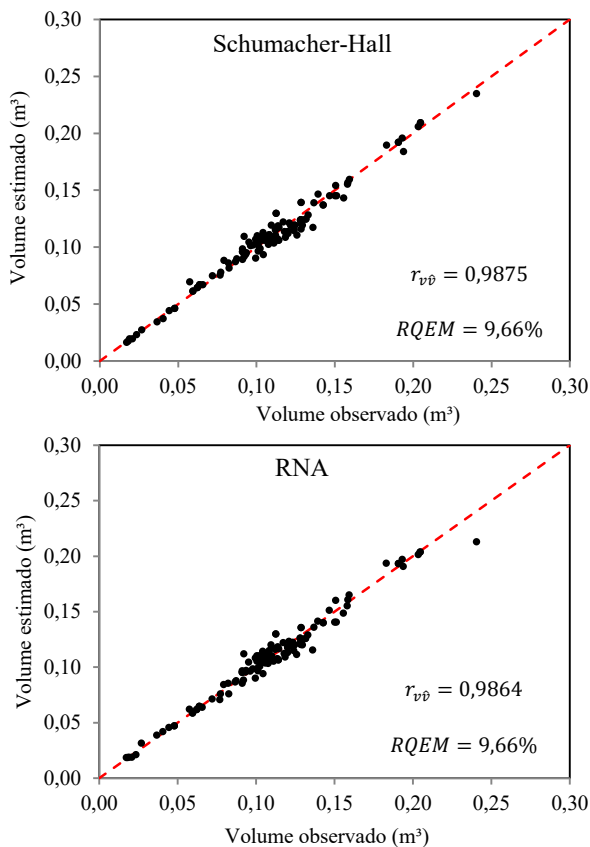 Schumacher-Hall
Volume estimado (m³)
0,30
0,25
0,20
0,15
0,10
0,05
0,00
r_{vv̂} = 0,9875
RQEM = 9,66%
0,00 0,05 0,10 0,15 0,20 0,25 0,30
Volume observado (m³)
RNA
Volume estimado (m³)
0,30
0,25
0,20
0,15
0,10
0,05
0,00
r_{vv̂} = 0,9864
RQEM = 9,66%
0,00 0,05 0,10 0,15 0,20 0,25 0,30
Volume observado (m³)